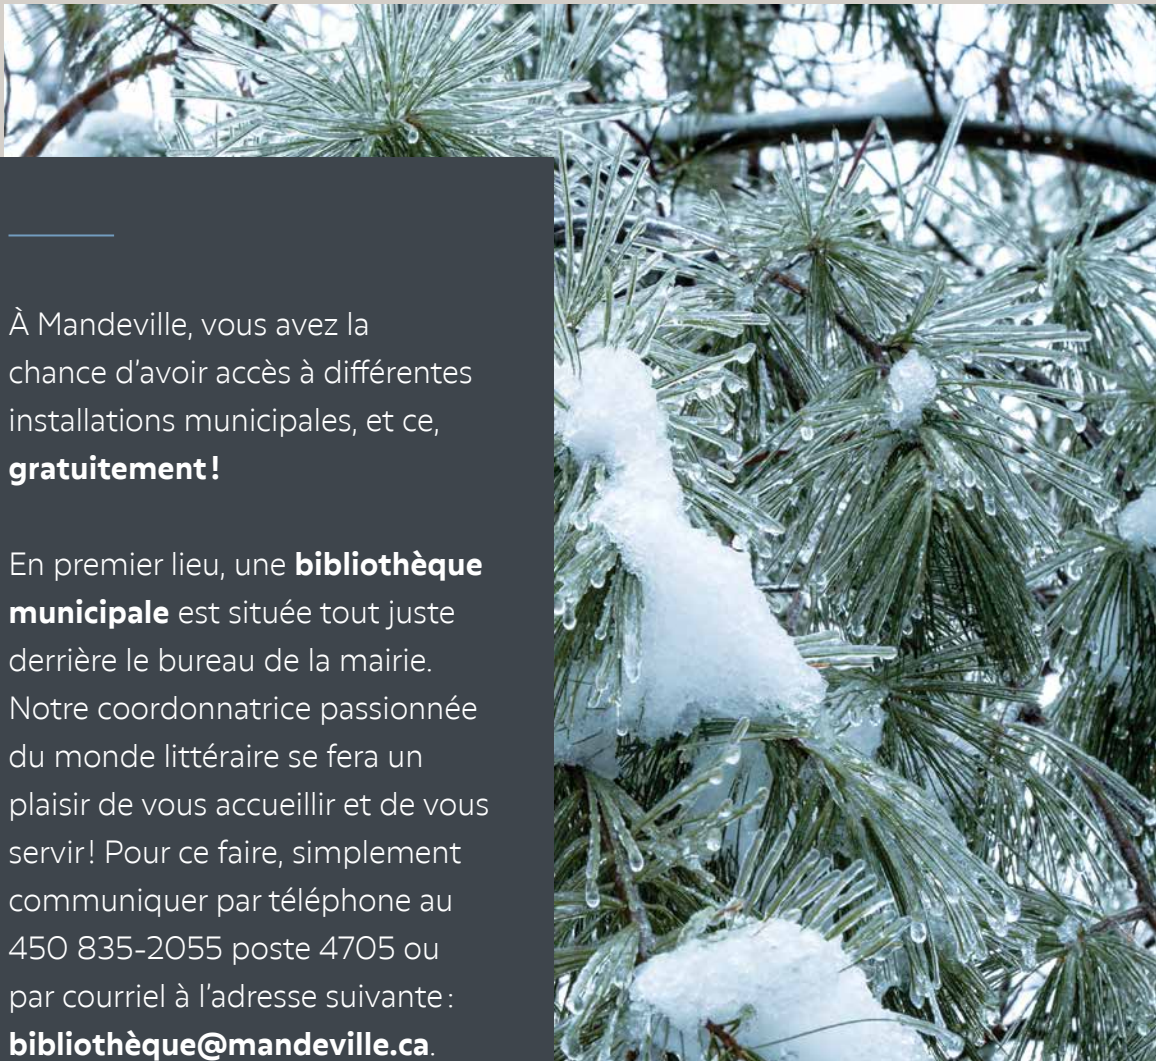 À Mandeville, vous avez la
chance d'avoir accès à différentes
installations municipales, et ce,
gratuitement !
En premier lieu, une bibliothèque
municipale est située tout juste
derrière le bureau de la mairie.
Notre coordonnatrice passionnée
du monde littéraire se fera un
plaisir de vous accueillir et de vous
servir ! Pour ce faire, simplement
communiquer par téléphone au
450 835-2055 poste 4705 ou
par courriel à l'adresse suivante :
bibliothèque@mandeville.ca.